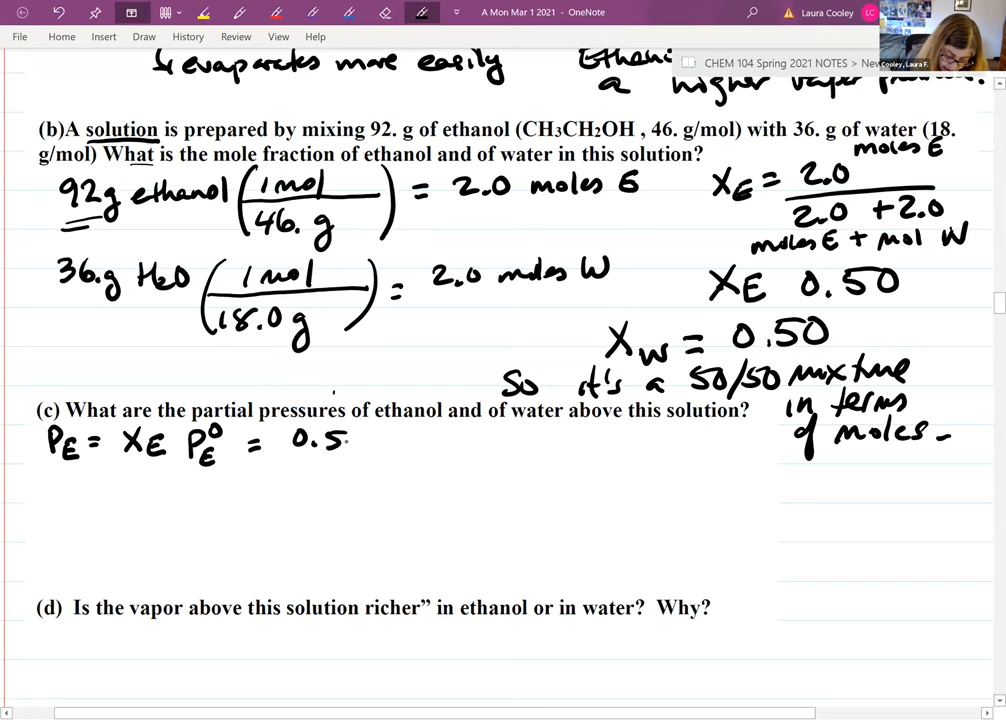 A Mon Mar 1 2021 - OneNote
Laura Cooley
LC
File Home Insert Draw History Review View Help
CHEM 104 Spring 2021 NOTES > Ne
Cooley, Laura F.
& evaporates more easily
Ethan
a higher vapor
(b)A solution is prepared by mixing 92. g of ethanol (CH3CH2OH , 46. g/mol) with 36. g of water (18.
g/mol) What is the mole fraction of ethanol and of water in this solution?
92g ethanol (1 mol / 46. g) = 2.0 moles E
36.g H2O (1 mol / 18.0 g) = 2.0 moles W
moles E
XE = 2.0 / 2.0 + 2.0
moles E + mol W
XE 0.50
XW = 0.50
So it's a 50/50 mixture
in terms
of moles -
(c) What are the partial pressures of ethanol and of water above this solution?
PE = XE PE° = 0.5
(d) Is the vapor above this solution richer” in ethanol or in water? Why?